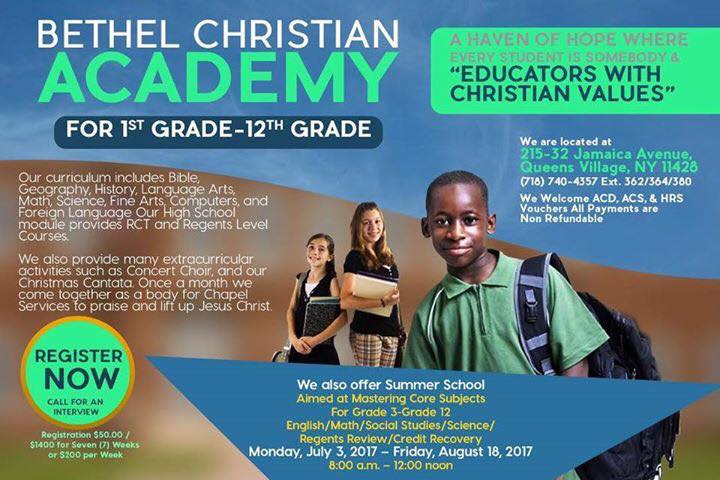 BETHEL CHRISTIAN
ACADEMY
FOR 1ST GRADE-12TH GRADE
A HAVEN OF HOPE WHERE
EVERY STUDENT IS SOMEBODY &
"EDUCATORS WITH
CHRISTIAN VALUES"
We are located at
215-32 Jamaica Avenue,
Queens Village, NY 11428
(718) 740-4357 Ext. 362/364/380
We Welcome ACD, ACS, & HRS
Vouchers All Payments are
Non Refundable
Our curriculum includes Bible,
Geography, History, Language Arts,
Math, Science, Fine Arts, Computers, and
Foreign Language Our High School
module provides RCT and Regents Level
Courses.
We also provide many extracurricular
activities such as Concert Choir, and our
Christmas Cantata. Once a month we
come together as a body for Chapel
Services to praise and lift up Jesus Christ.
REGISTER
NOW
CALL FOR AN
INTERVIEW
Registration $50.00 /
$1400 for Seven (7) Weeks
or $200 per Week
We also offer Summer School
Aimed at Mastering Core Subjects
For Grade 3-Grade 12
English/Math/Social Studies/Science/
Regents Review/Credit Recovery
Monday, July 3, 2017 – Friday, August 18, 2017
8:00 a.m. – 12:00 noon